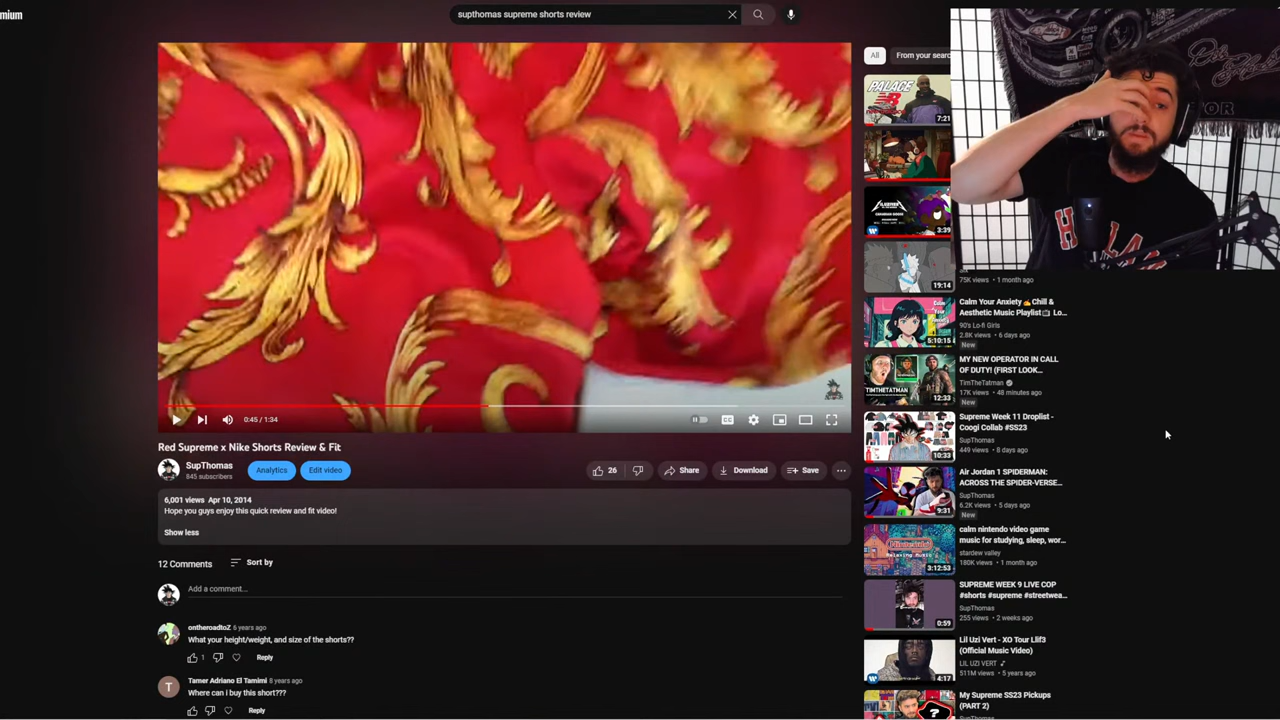 mium
supthomas supreme shorts review
All
From your searc
PALACE
7:21
3:39
19:14
75K views • 1 month ago
Calm Your Anxiety ✍️Chill &
Aesthetic Music Playlist📺 Lo...
90's Lo-fi Girls
2.8K views • 6 days ago
New
5:10:15
MY NEW OPERATOR IN CALL
OF DUTY! (FIRST LOOK...
TimTheTatman
17K views • 48 minutes ago
New
12:33
Supreme Week 11 Droplist -
Coogi Collab #SS23
SupThomas
449 views • 8 days ago
10:33
Air Jordan 1 SPIDERMAN:
ACROSS THE SPIDER-VERSE...
SupThomas
6.2K views • 5 days ago
New
9:31
calm nintendo video game
music for studying, sleep, wor...
stardew valley
180K views • 1 month ago
3:12:53
SUPREME WEEK 9 LIVE COP
#shorts #supreme #streetwea...
SupThomas
255 views • 2 weeks ago
0:59
Lil Uzi Vert - XO Tour Llif3
(Official Music Video)
LIL UZI VERT
511M views • 5 years ago
4:17
My Supreme SS23 Pickups
(PART 2)
0:45 / 1:34
Red Supreme x Nike Shorts Review & Fit
SupThomas
845 subscribers
Analytics
Edit video
26
Share
Download
Save
6,001 views Apr 10, 2014
Hope you guys enjoy this quick review and fit video!
Show less
12 Comments
Sort by
Add a comment...
ontheroadtoZ 6 years ago
What your height/weight, and size of the shorts??
1
Reply
Tamer Adriano El Tamimi 8 years ago
Where can i buy this short???
Reply